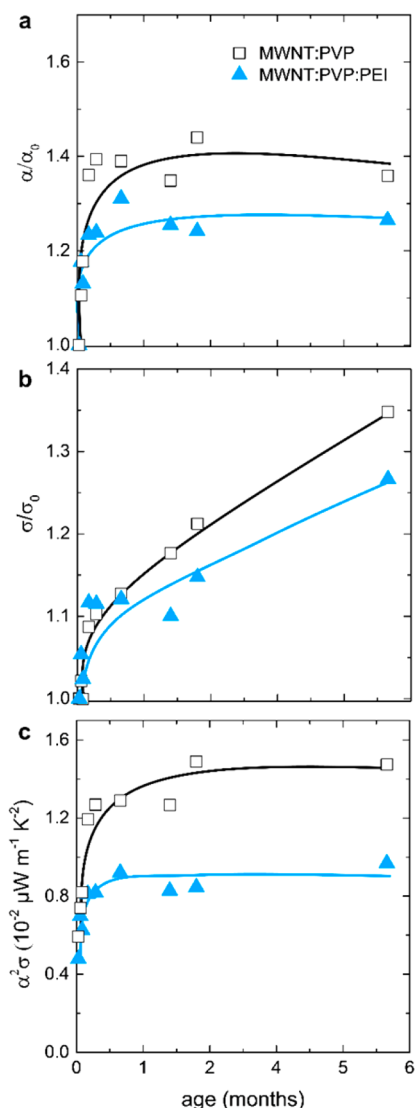 a
1.6
1.4
1.2
1.0
α/α0
MWNT:PVP
MWNT:PVP:PEI
b
1.4
1.3
1.2
1.1
1.0
σ/σ0
c
1.6
1.2
0.8
0.4
0.0
α²σ (10⁻² µW m⁻¹ K⁻²)
0 1 2 4 5 6
age (months)